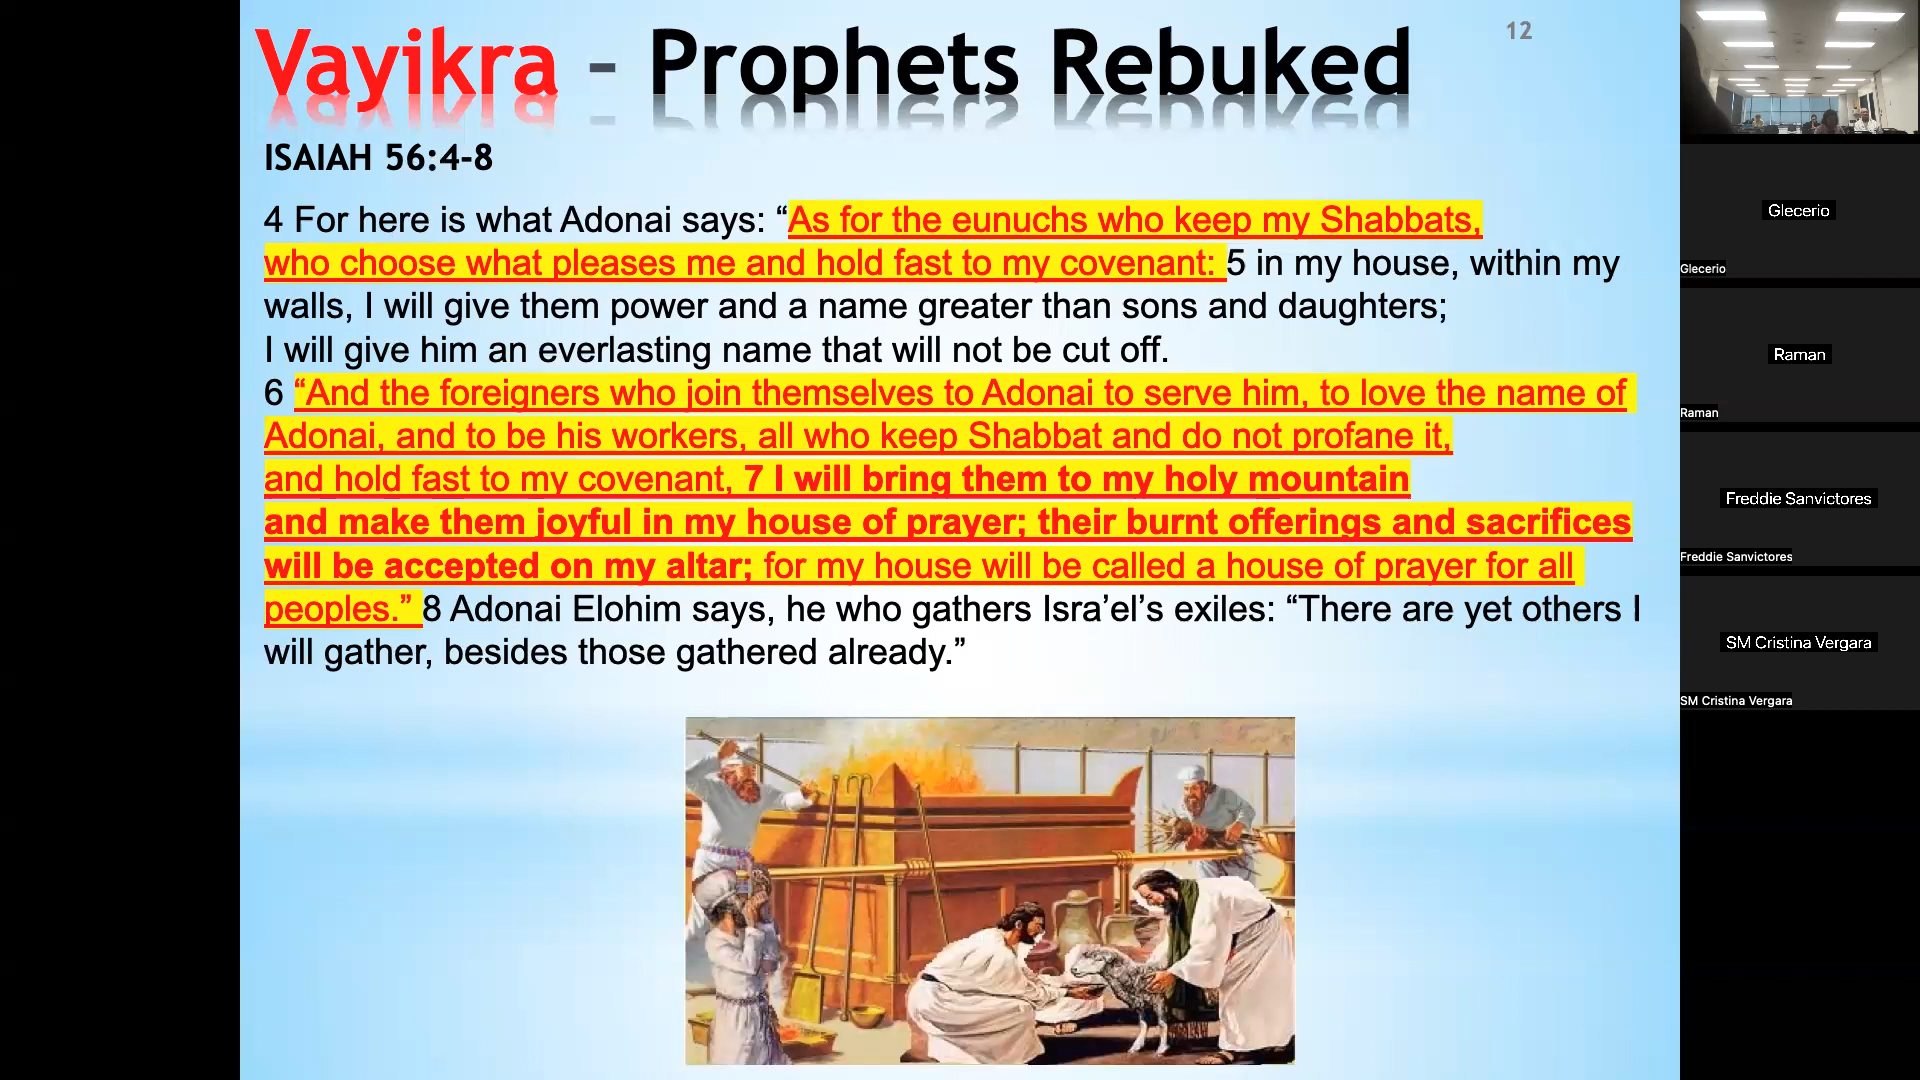 Vayikra - Prophets Rebuked
12
ISAIAH 56:4-8
4 For here is what Adonai says: “As for the eunuchs who keep my Shabbats,
who choose what pleases me and hold fast to my covenant: 5 in my house, within my
walls, I will give them power and a name greater than sons and daughters;
I will give him an everlasting name that will not be cut off.
6 “And the foreigners who join themselves to Adonai to serve him, to love the name of
Adonai, and to be his workers, all who keep Shabbat and do not profane it,
and hold fast to my covenant, 7 I will bring them to my holy mountain
and make them joyful in my house of prayer; their burnt offerings and sacrifices
will be accepted on my altar; for my house will be called a house of prayer for all
peoples.” 8 Adonai Elohim says, he who gathers Isra’el’s exiles: “There are yet others I
will gather, besides those gathered already.”
Glecerio
Glecerio
Raman
Raman
Freddie Sanvictores
Freddie Sanvictores
SM Cristina Vergara
SM Cristina Vergara